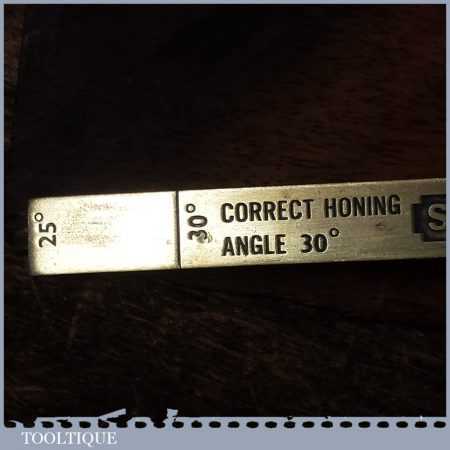 25°
30°
CORRECT HONING
ANGLE 30°
S
TOOLTIQUE